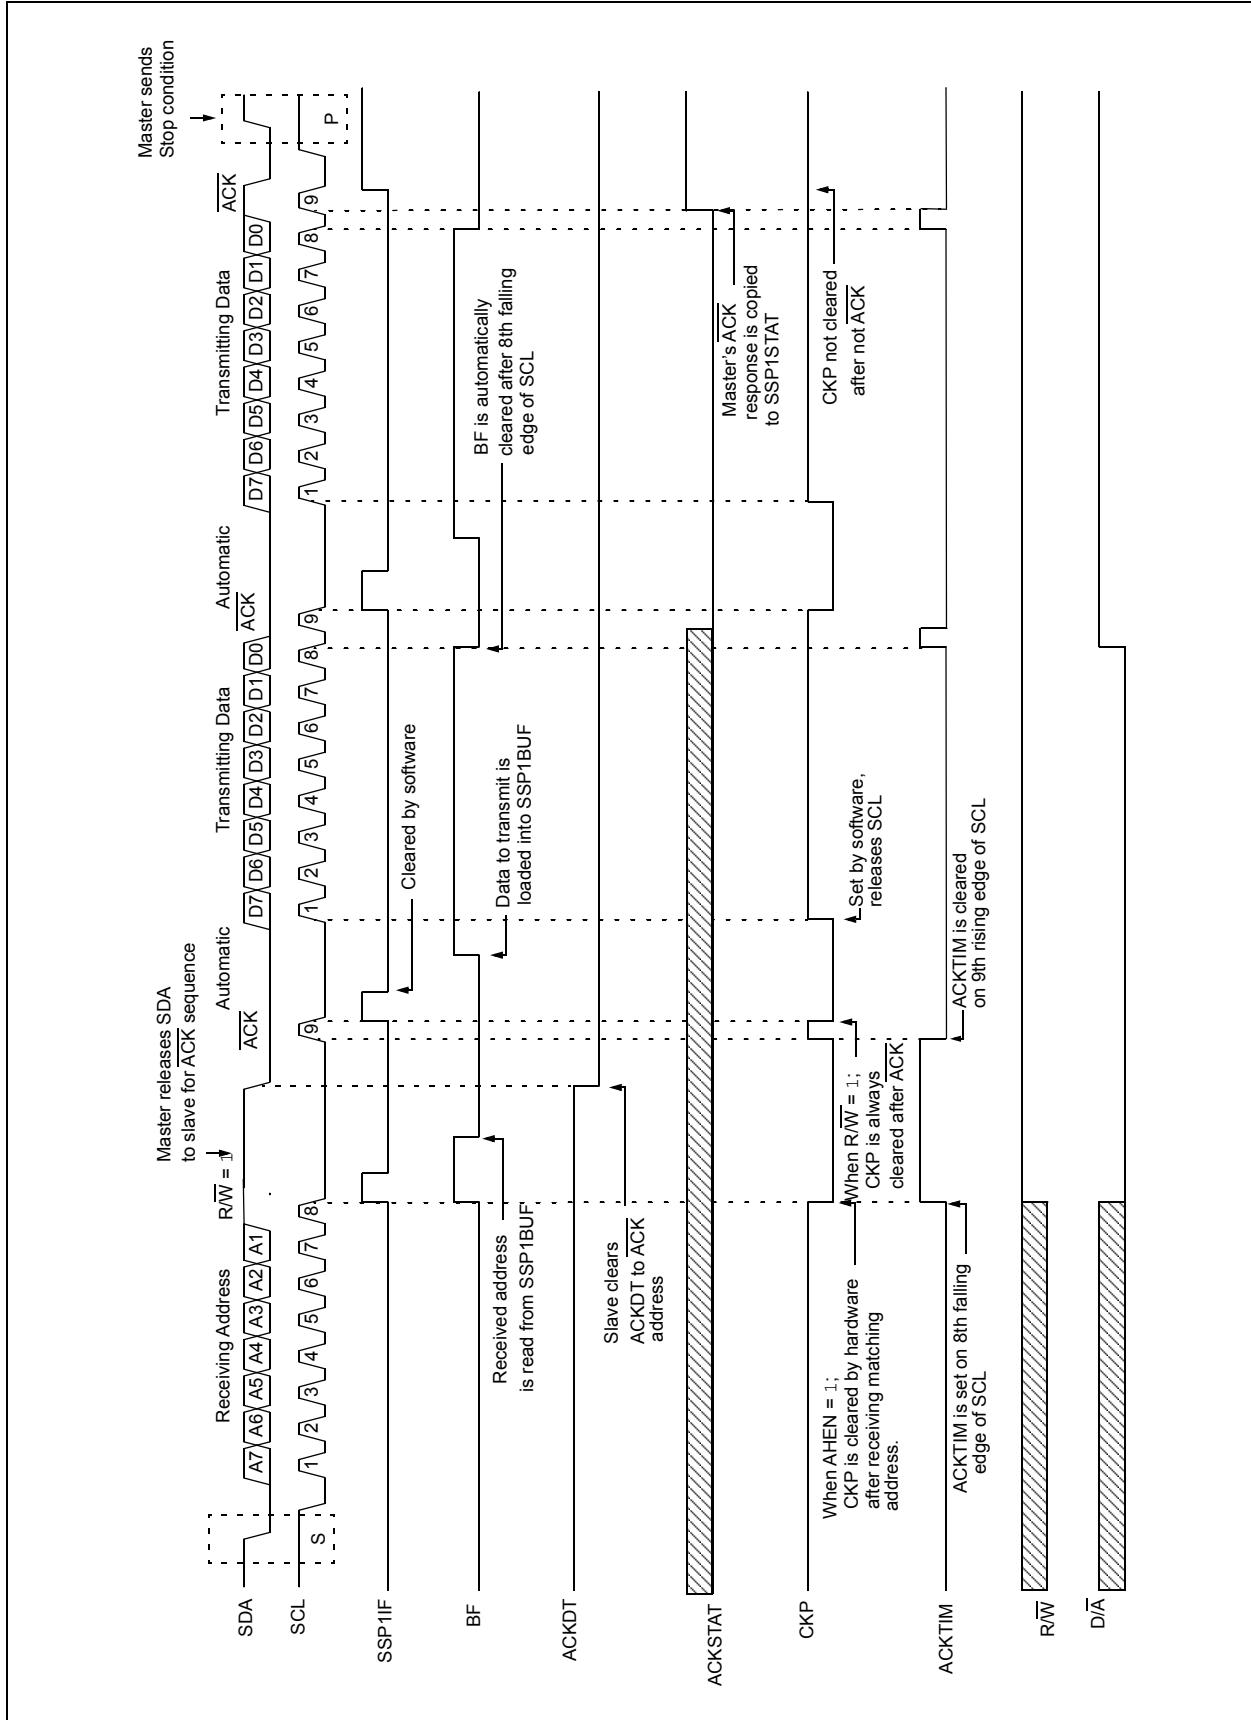 Master releases SDA
to slave for ACK sequence
Master sends
Stop condition
Receiving Address
R/W = 1
ACK
Automatic
Transmitting Data
ACK
Automatic
Transmitting Data
ACK
SDA
A7 A6 A5 A4 A3 A2 A1
D7 D6 D5 D4 D3 D2 D1 D0
D7 D6 D5 D4 D3 D2 D1 D0
SCL
S
1 2 3 4 5 6 7 8 9
1 2 3 4 5 6 7 8 9
1 2 3 4 5 6 7 8 9
P
SSP1IF
Cleared by software
BF
Received address
is read from SSP1BUF
Data to transmit is
loaded into SSP1BUF
BF is automatically
cleared after 8th falling
edge of SCL
ACKDT
Slave clears
ACKDT to ACK
address
ACKSTAT
Master's ACK
response is copied
to SSP1STAT
CKP
When AHEN = 1;
CKP is cleared by hardware
after receiving matching
address.
When R/W = 1;
CKP is always
cleared after ACK
Set by software,
releases SCL
CKP not cleared
after not ACK
ACKTIM
ACKTIM is set on 8th falling
edge of SCL
ACKTIM is cleared
on 9th rising edge of SCL
R/W
D/A